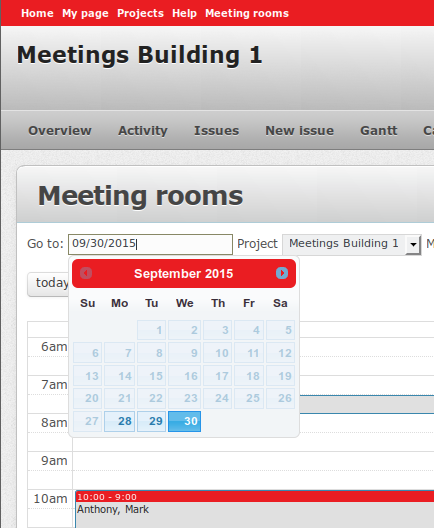 Home My page Projects Help Meeting rooms
Meetings Building 1
Overview Activity Issues New issue Gantt Ca
Meeting rooms
Go to: 09/30/2015 Project Meetings Building 1 M
today
September 2015
Su Mo Tu We Th Fr Sa
1 2 3 4 5
6 7 8 9 10 11 12
13 14 15 16 17 18 19
20 21 22 23 24 25 26
27 28 29 30
6am
7am
8am
9am
10am
10:00 - 9:00
Anthony, Mark